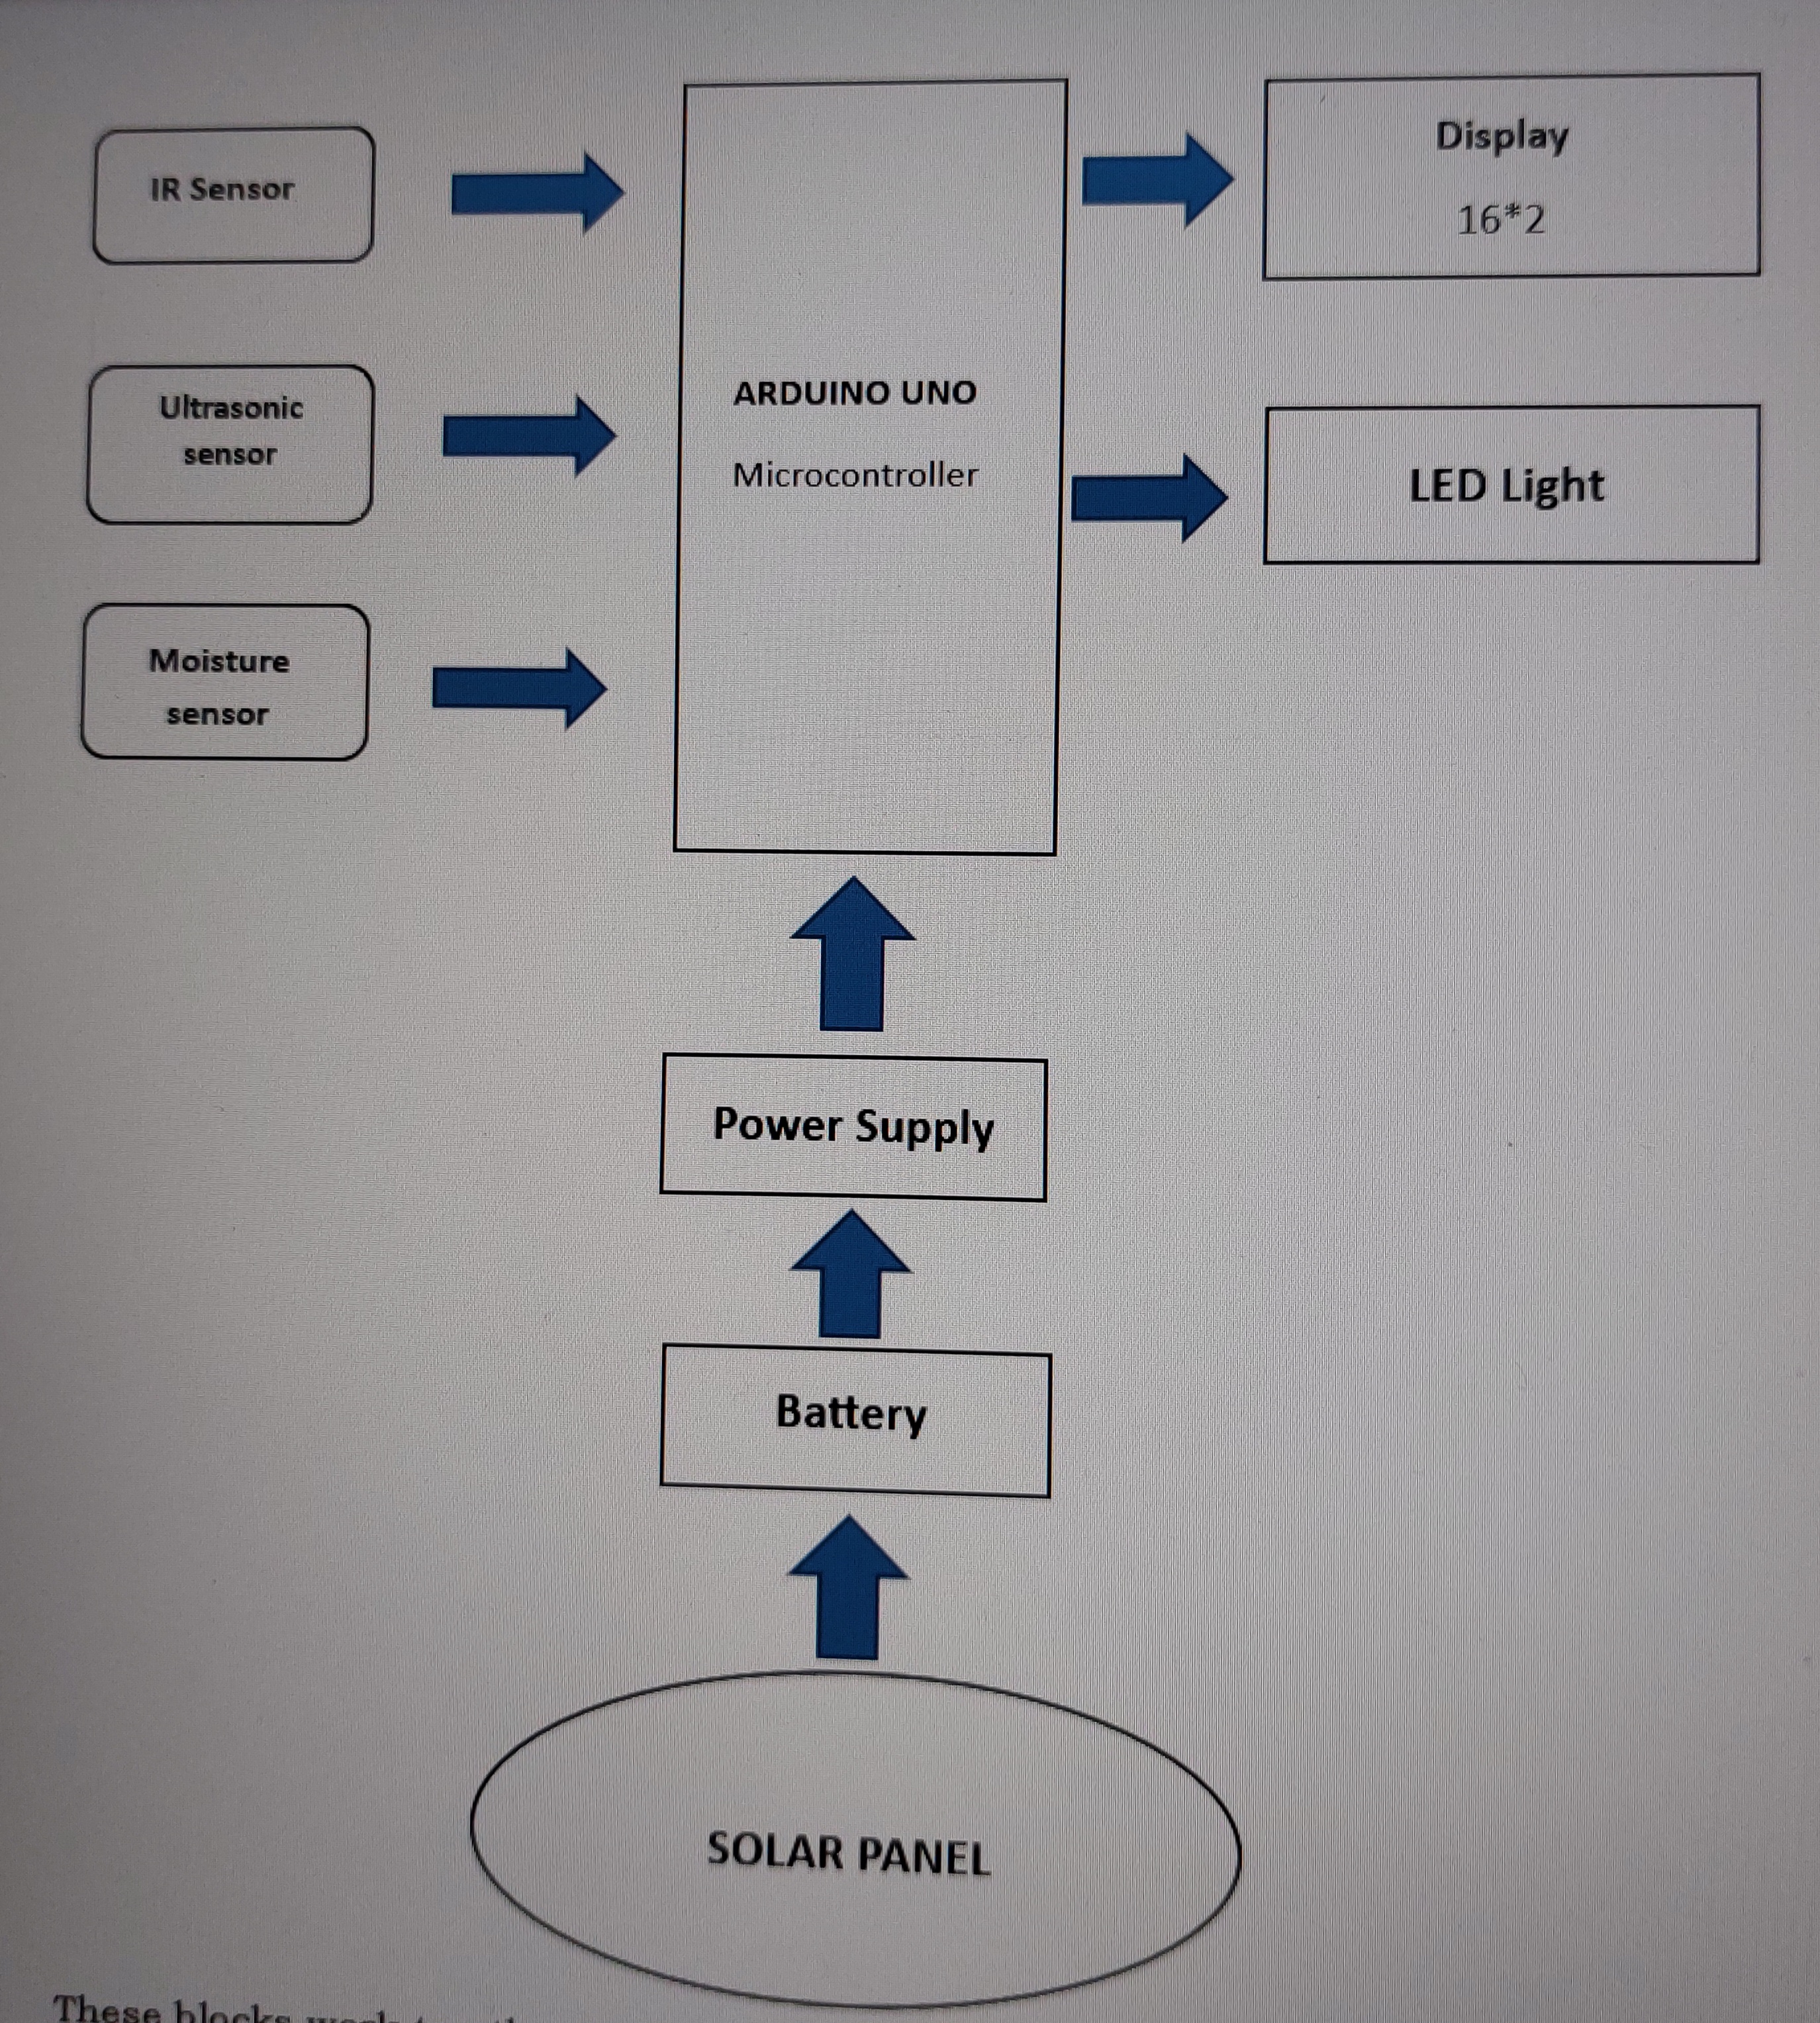 IR Sensor
Ultrasonic
sensor
Moisture
sensor
ARDUINO UNO
Microcontroller
Display
16*2
LED Light
Power Supply
Battery
SOLAR PANEL
These blocks work